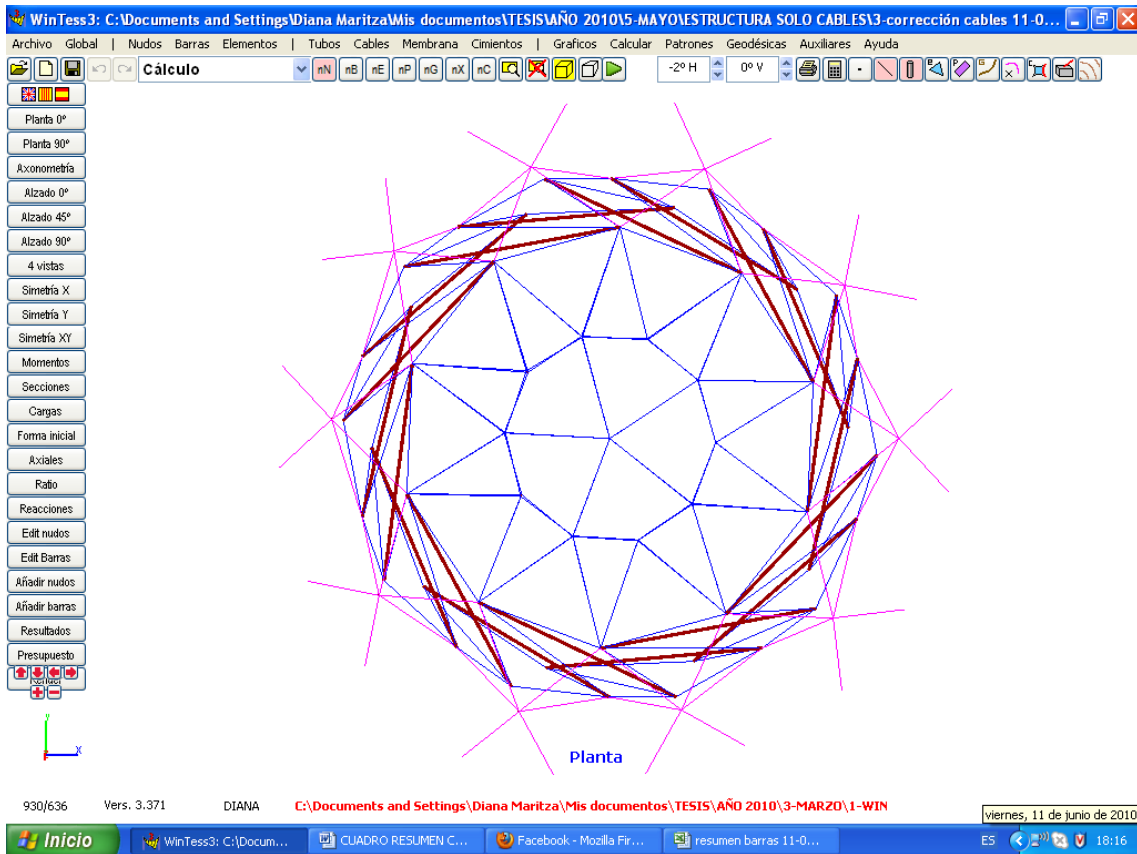 WinTess3: C:\Documents and Settings\Diana Maritza\Mis documentos\TESIS\AÑO 2010\5-MAYO\ESTRUCTURA SOLO CABLES\3-corrección cables 11-0...
Archivo Global | Nudos Barras Elementos | Tubos Cables Membrana Cimientos | Graficos Calcular Patrones Geodésicas Auxiliares Ayuda
Cálculo nN nB nE nP nG nX nC -2º H 0º V
Planta 0º
Planta 90º
Axonometría
Alzado 0º
Alzado 45º
Alzado 90º
4 vistas
Simetría X
Simetría Y
Simetría XY
Momentos
Secciones
Cargas
Forma inicial
Axiales
Ratio
Reacciones
Edit nudos
Edit Barras
Añadir nudos
Añadir barras
Resultados
Presupuesto
Y
X
Planta
930/636 Vers. 3.371 DIANA C:\Documents and Settings\Diana Maritza\Mis documentos\TESIS\AÑO 2010\3-MARZO\1-WIN
viernes, 11 de junio de 2010
Inicio WinTess3: C:\Docum... CUADRO RESUMEN C... Facebook - Mozilla Fir... resumen barras 11-0... ES 18:16